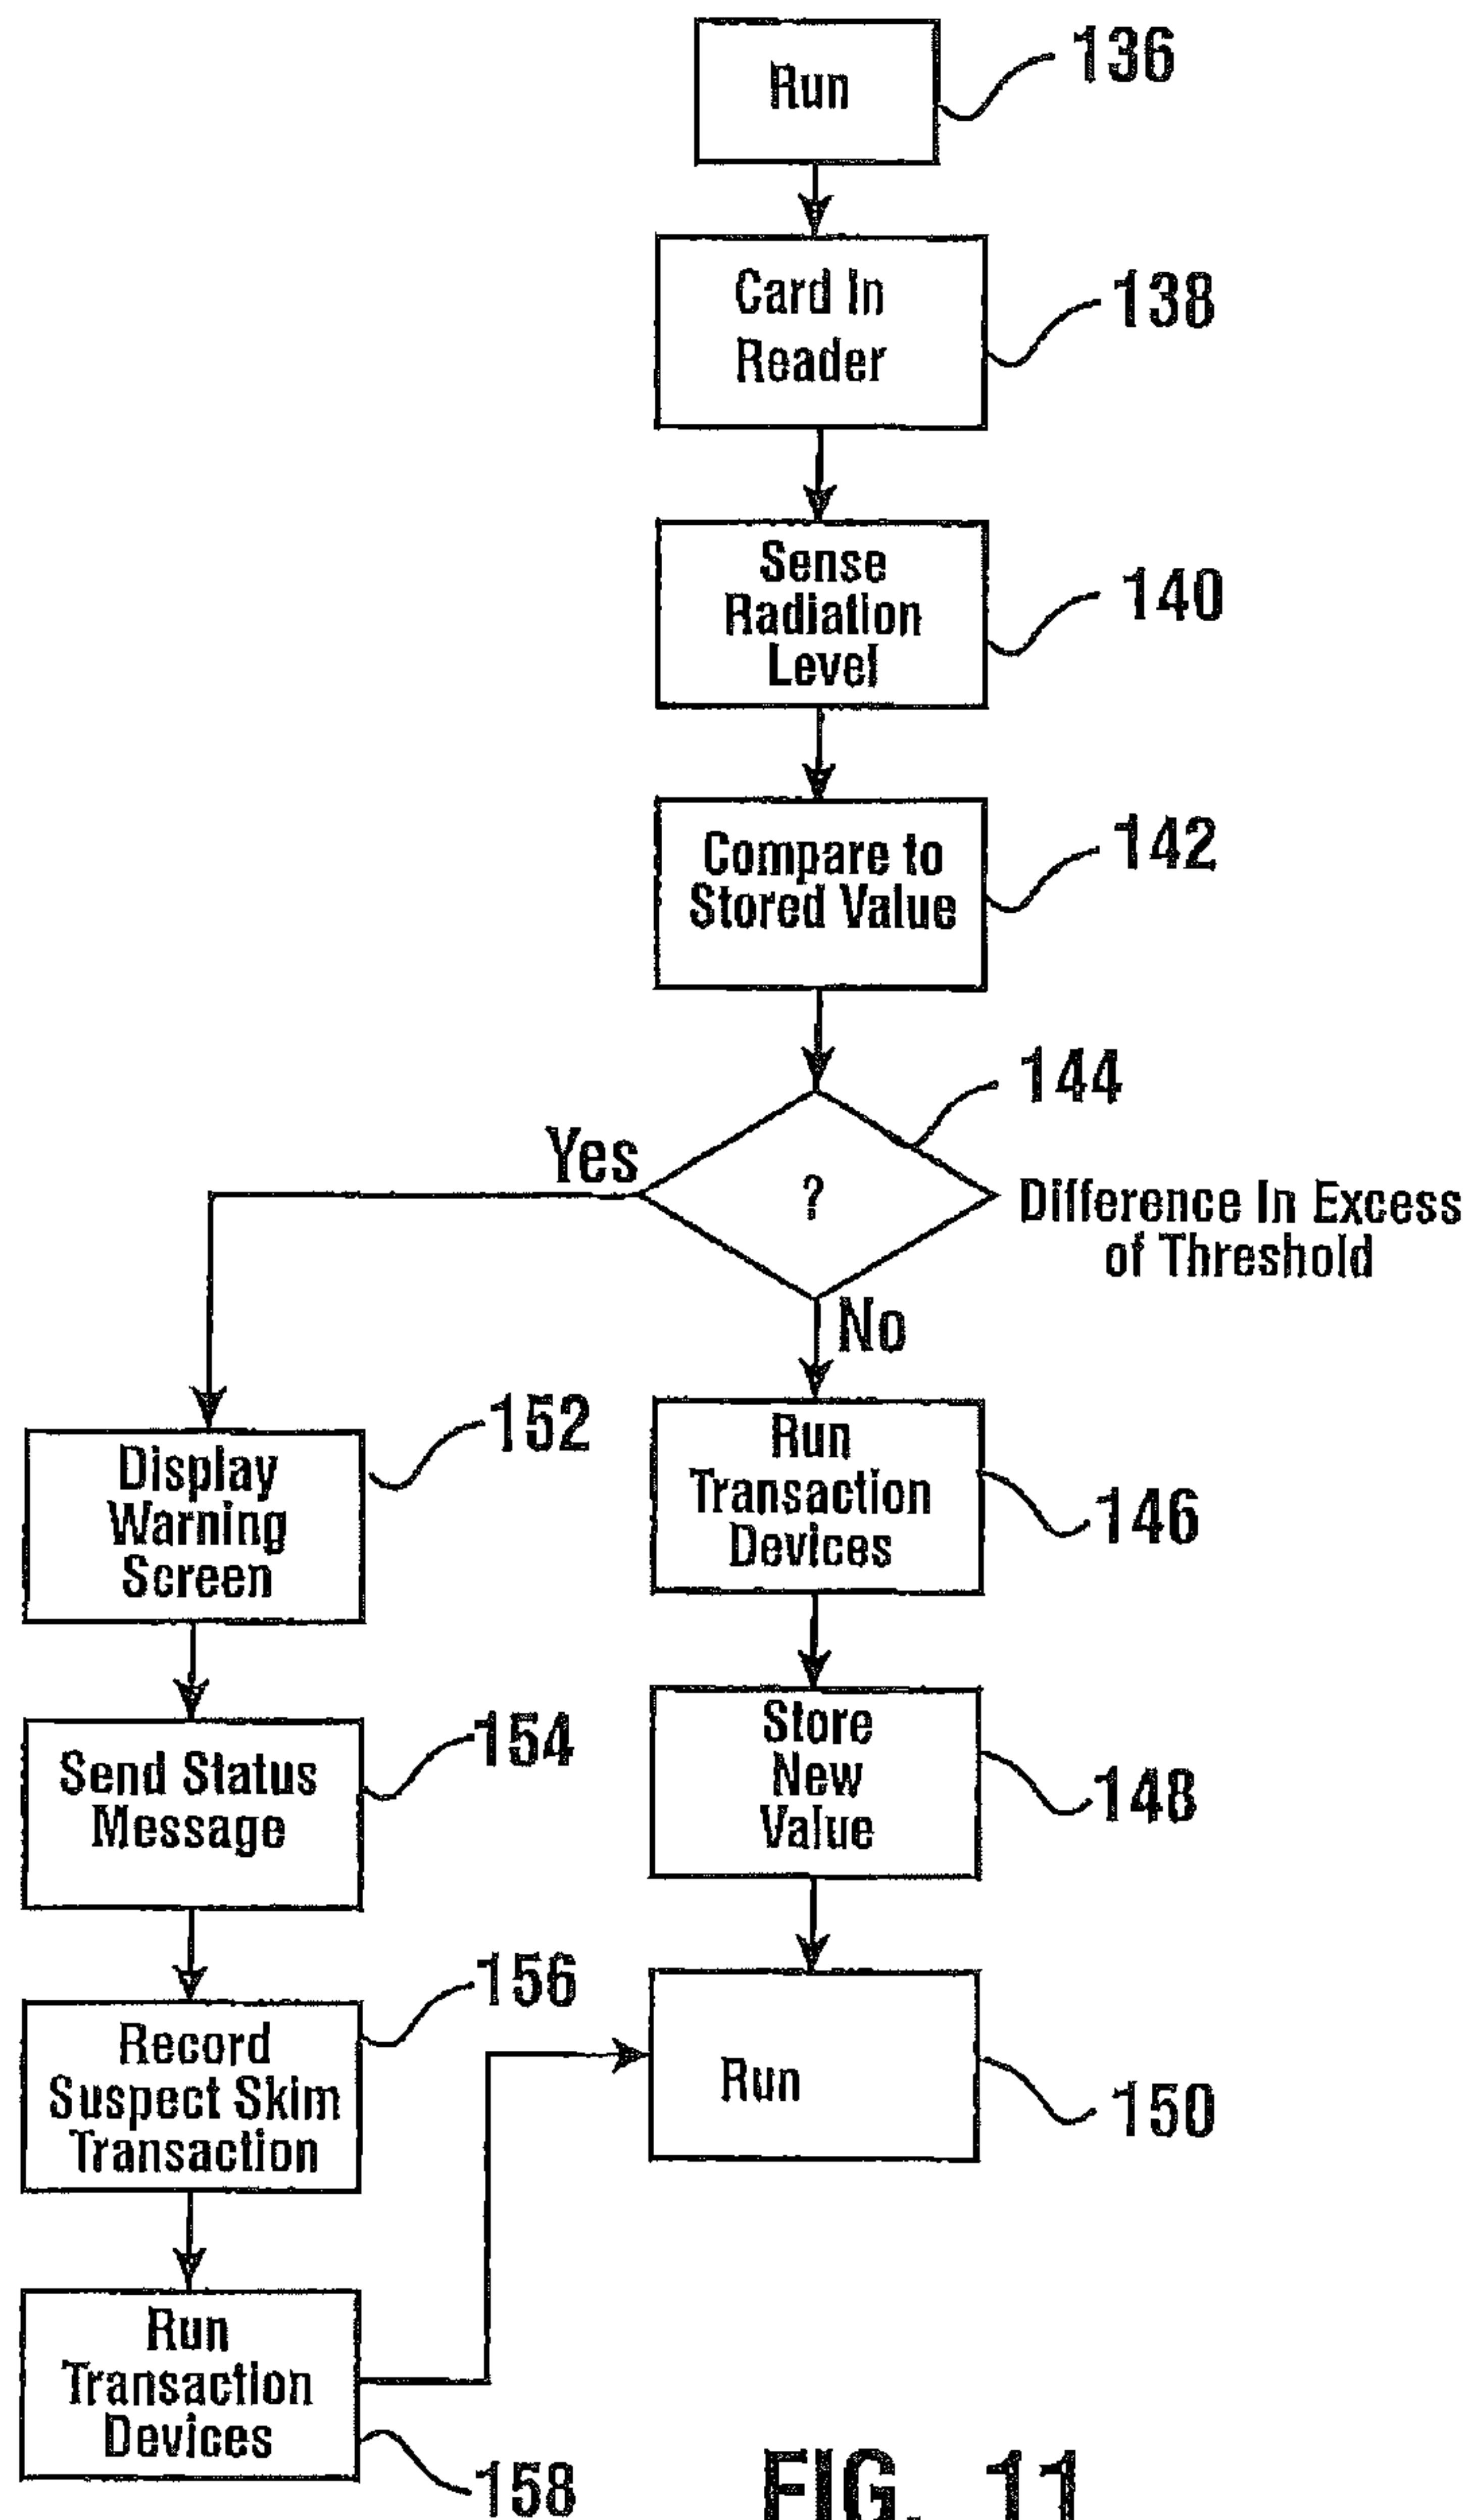 Run
136
Card In
Reader
138
Sense
Radiation
Level
140
Compare to
Stored Value
142
144
Yes
?
Difference In Excess
of Threshold
No
Display
Warning
Screen
152
Run
Transaction
Devices
146
Send Status
Message
154
Store
New
Value
148
Record
Suspect Skim
Transaction
156
Run
150
Run
Transaction
Devices
158
FIG. 11